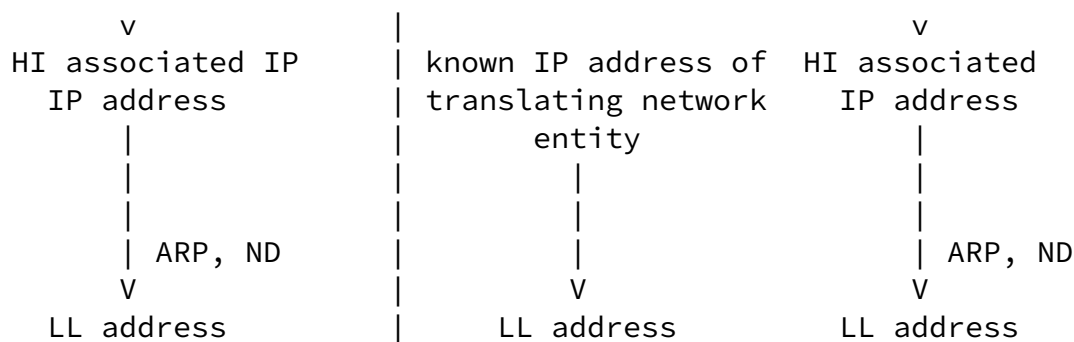 v | v
HI associated IP | known IP address of HI associated
IP address | translating network IP address
| | entity |
| | | |
| | | |
| | | |
| ARP, ND | | | ARP, ND
V | V V
LL address | LL address LL address